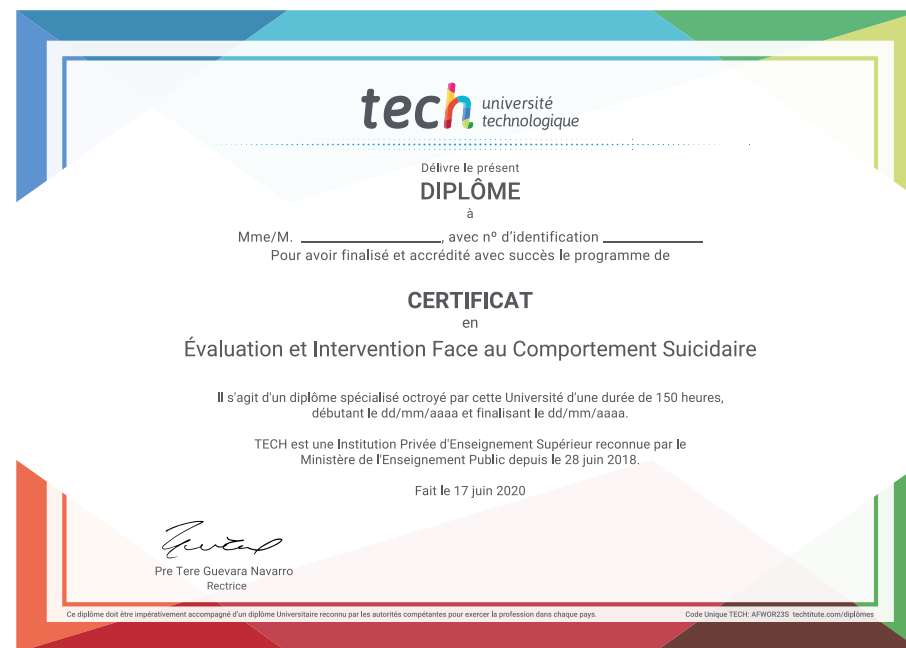 tech université
technologique
Délivre le présent
DIPLÔME
à
Mme/M. ____________________, avec nº d'identification ______________
Pour avoir finalisé et accrédité avec succès le programme de
CERTIFICAT
en
Évaluation et Intervention Face au Comportement Suicidaire
Il s'agit d'un diplôme spécialisé octroyé par cette Université d'une durée de 150 heures,
débutant le dd/mm/aaaa et finalisant le dd/mm/aaaa.
TECH est une Institution Privée d'Enseignement Supérieur reconnue par le
Ministère de l'Enseignement Public depuis le 28 juin 2018.
Fait le 17 juin 2020
Pre Tere Guevara Navarro
Rectrice
Ce diplôme doit être impérativement accompagné d'un diplôme Universitaire reconnu par les autorités compétentes pour exercer la profession dans chaque pays.
Code Unique TECH: AFWOR23S techtitute.com/diplômes